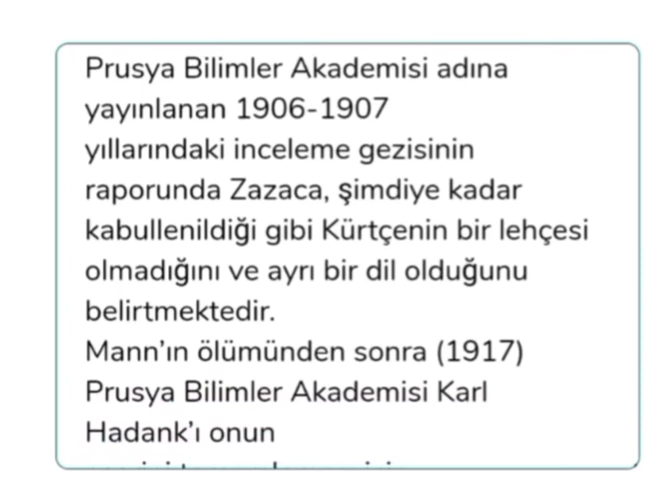 Prusya Bilimler Akademisi adına
yayınlanan 1906-1907
yıllarındaki inceleme gezisinin
raporunda Zazaca, şimdiye kadar
kabullenildiği gibi Kürtçenin bir lehçesi
olmadığını ve ayrı bir dil olduğunu
belirtmektedir.
Mann'ın ölümünden sonra (1917)
Prusya Bilimler Akademisi Karl
Hadank'ı onun